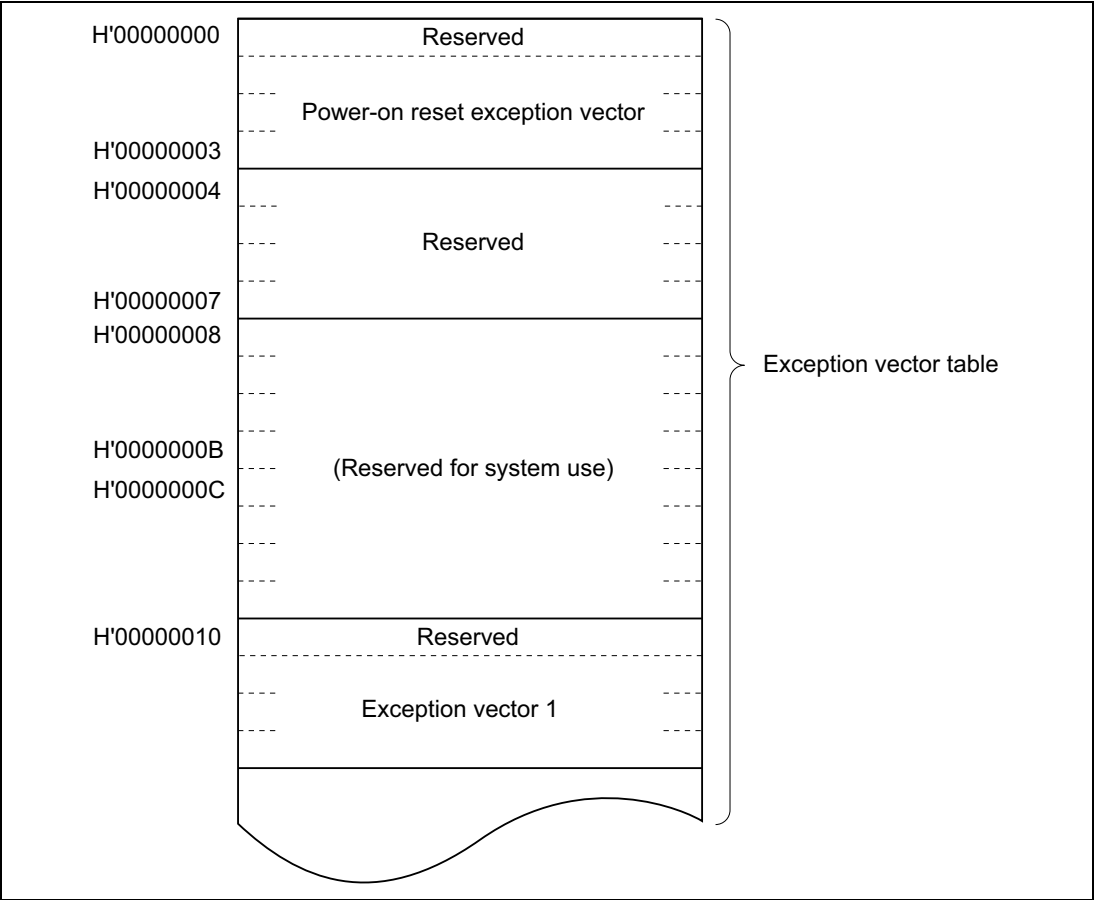 H'00000000
Reserved
Power-on reset exception vector
H'00000003
H'00000004
Reserved
H'00000007
H'00000008
Exception vector table
H'0000000B
(Reserved for system use)
H'0000000C
H'00000010
Reserved
Exception vector 1